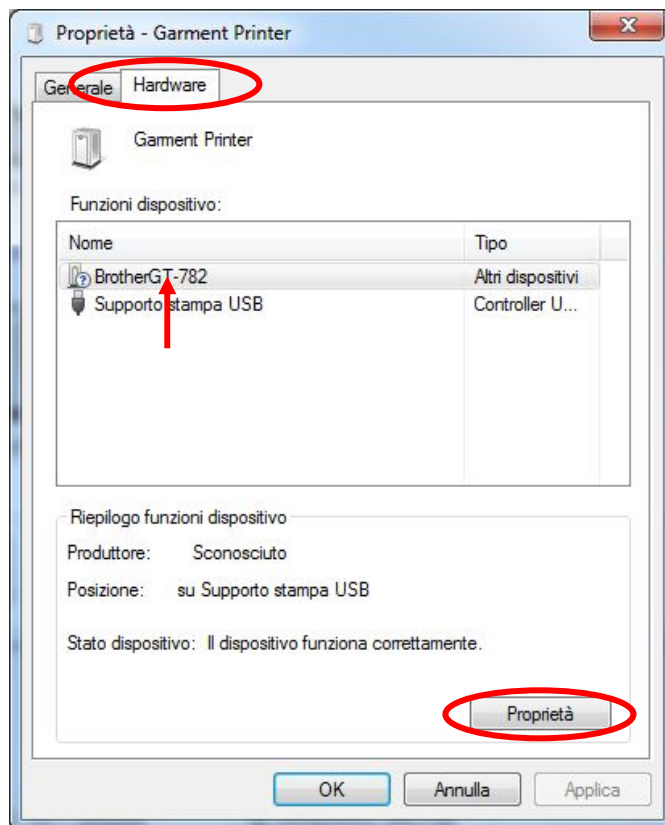 Proprietà - Garment Printer
Generale Hardware
Garment Printer
Funzioni dispositivo:
Nome Tipo
BrotherGT-782 Altri dispositivi
Supporto stampa USB Controller U...
Riepilogo funzioni dispositivo
Produttore: Sconosciuto
Posizione: su Supporto stampa USB
Stato dispositivo: Il dispositivo funziona correttamente.
Proprietà
OK Annulla Applica